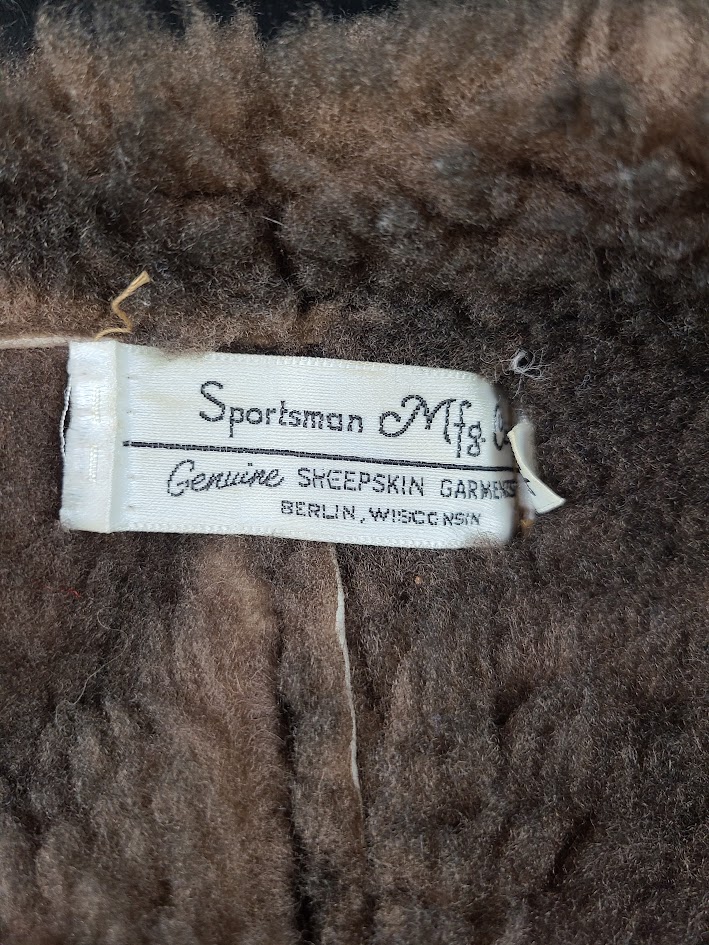 Sportsman Mfg.
Genuine SHEEPSKIN GARMENTS
BERLIN, WISCONSIN